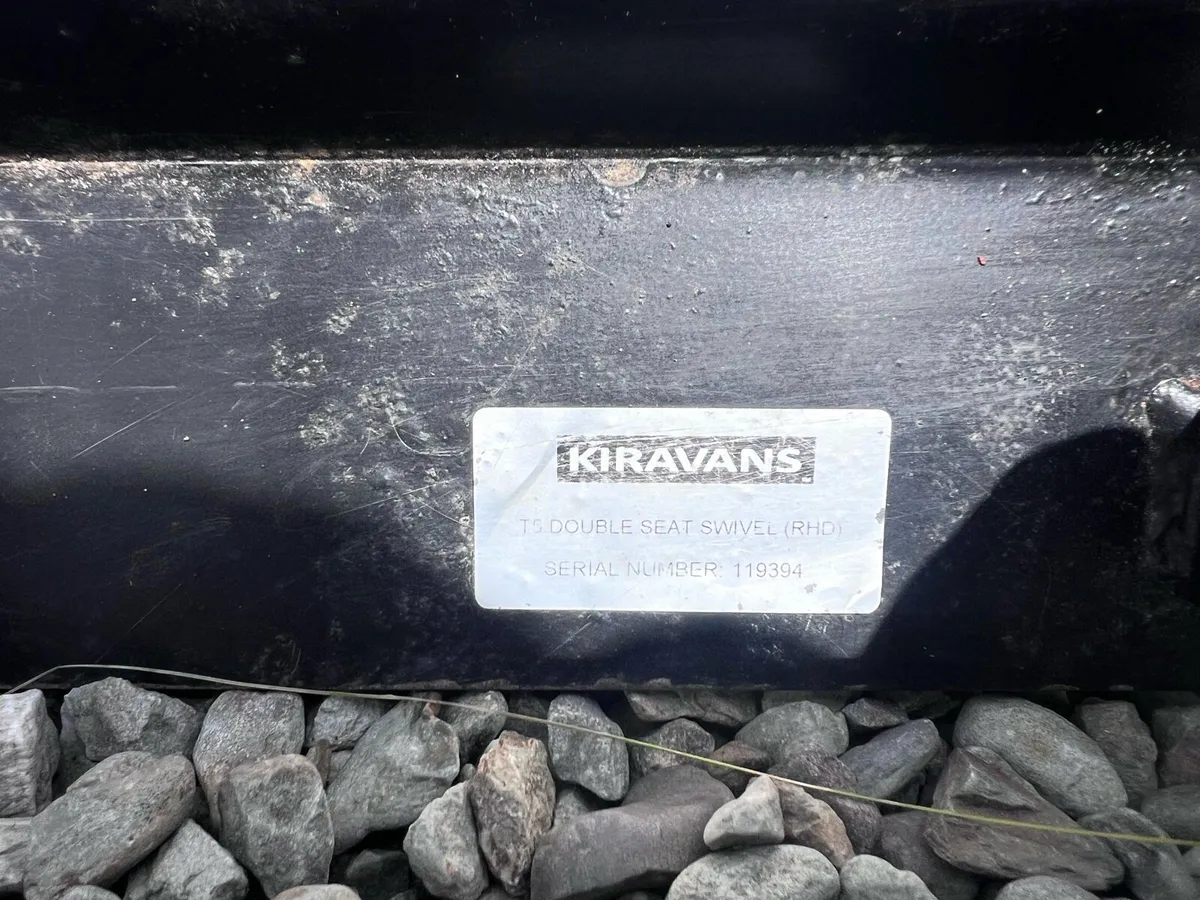 KIRAVANS
T5 DOUBLE SEAT SWIVEL (RHD)
SERIAL NUMBER: 119394